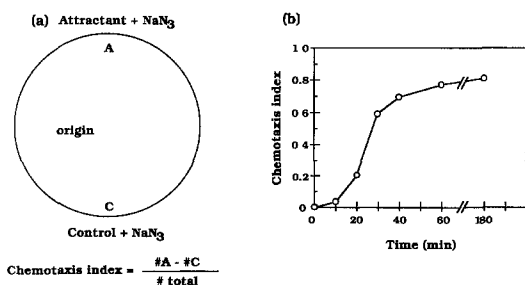 (a) Attractant + NaN₃
A
origin
C
Control + NaN₃
Chemotaxis index = #A - #C
# total
(b)
Chemotaxis index
1 0
0.8
0.6
0.4
0 2
0
0 20 40 60 180
Time (min)